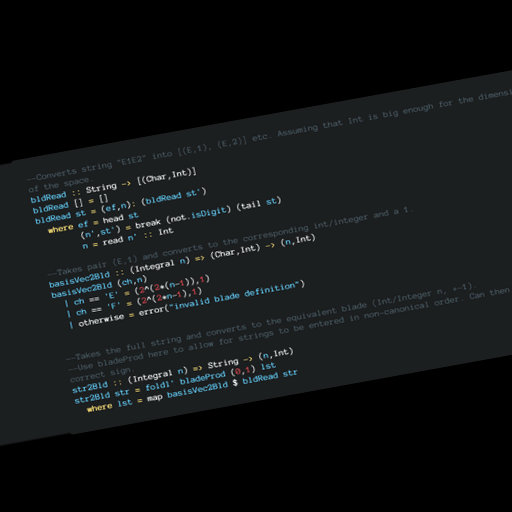 --Converts string "E1E2" into [(E,1), (E,2)] etc. Assuming that Int is big enough for the dimensi
of the space.
bldRead :: String -> [(Char,Int)]
bldRead [] = []
bldRead st = (ef,n): (bldRead st')
where ef = head st
(n',st') = break (not.isDigit) (tail st)
n = read n' :: Int
--Takes pair (E,1) and converts to the corresponding int/integer and a 1.
basisVec2Bld :: (Integral n) => (Char,Int) -> (n,Int)
basisVec2Bld (ch,n)
| ch == 'E' = (2^(2*(n-1)),1)
| ch == 'F' = (2^(2*n-1),1)
| otherwise = error("invalid blade definition")
--Takes the full string and converts to the equivalent blade (Int/Integer n, +-1).
--Use bladeProd here to allow for strings to be entered in non-canonical order. Can then
correct sign.
str2Bld :: (Integral n) => String -> (n,Int)
str2Bld str = foldl' bladeProd (0,1) lst
where lst = map basisVec2Bld $ bldRead str